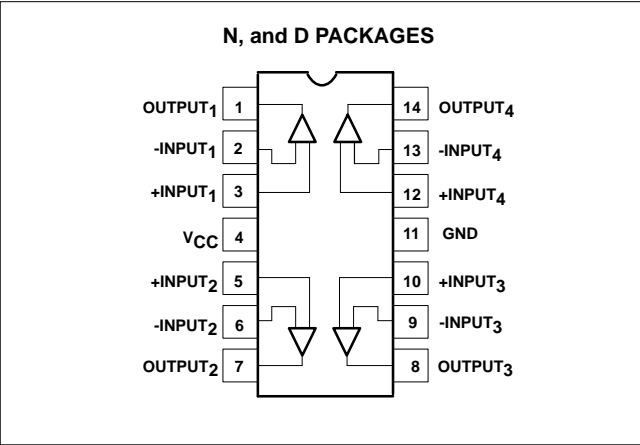 N, and D PACKAGES
OUTPUT1 1 14 OUTPUT4
-INPUT1 2 13 -INPUT4
+INPUT1 3 12 +INPUT4
VCC 4 11 GND
+INPUT2 5 10 +INPUT3
-INPUT2 6 9 -INPUT3
OUTPUT2 7 8 OUTPUT3